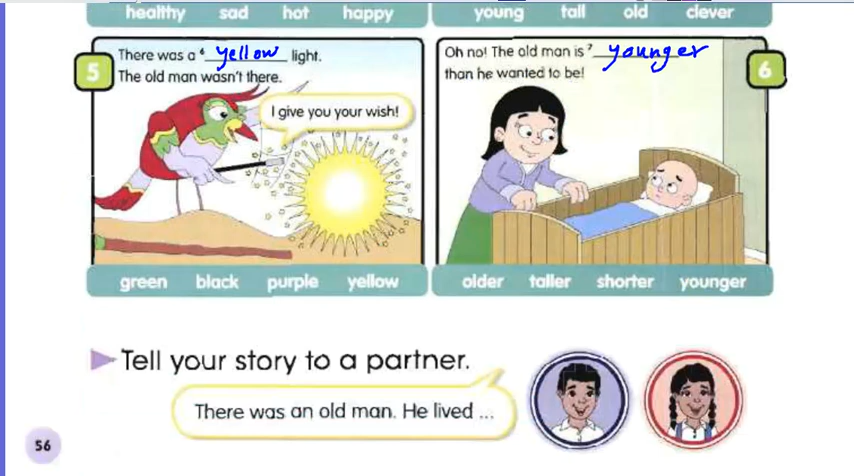 healthy sad hot happy
young tall old clever
5
There was a 6 yellow light.
The old man wasn't there.
I give you your wish!
Oh no! The old man is 7 younger
than he wanted to be!
6
green black purple yellow
older taller shorter younger
Tell your story to a partner.
There was an old man. He lived ...
56